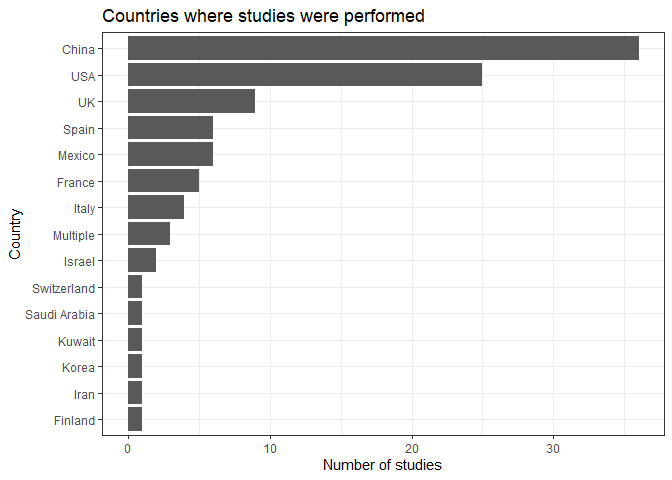 Countries where studies were performed
China
USA
UK
Spain
Mexico
France
Italy
Multiple
Israel
Switzerland
Saudi Arabia
Kuwait
Korea
Iran
Finland
Country
0 10 20 30
Number of studies